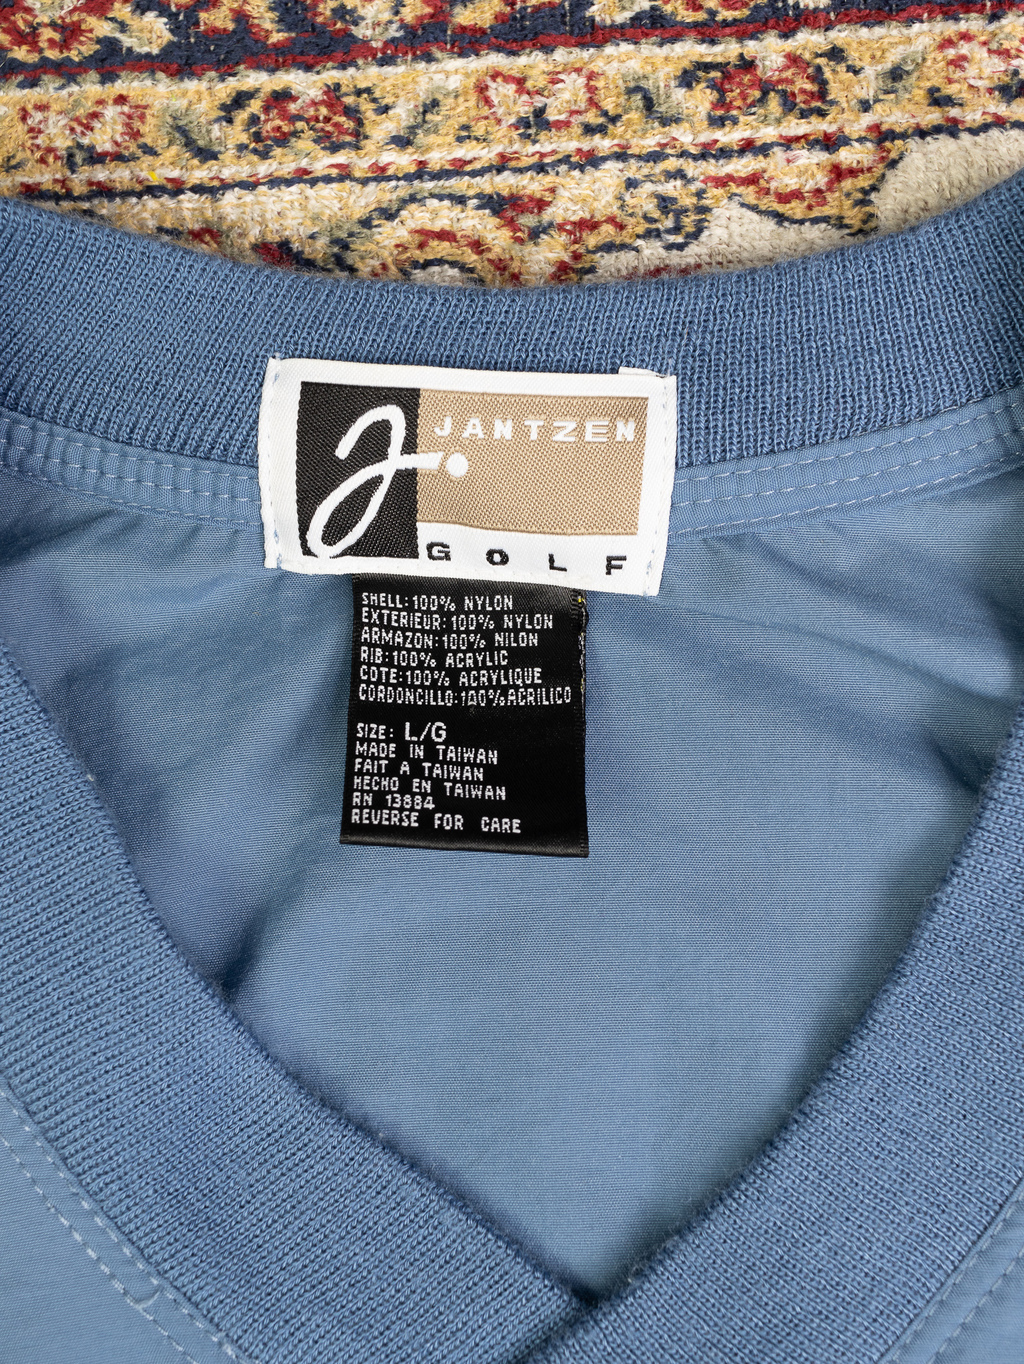 JANTZEN
GOLF
SHELL:100% NYLON
EXTERIEUR:100% NYLON
ARMAZON:100% NILON
RIB:100% ACRYLIC
COTE:100% ACRYLIQUE
CORDONCILLO:100%ACRILICO
SIZE: L/G
MADE IN TAIWAN
FAIT A TAIWAN
HECHO EN TAIWAN
RN 13884
REVERSE FOR CARE